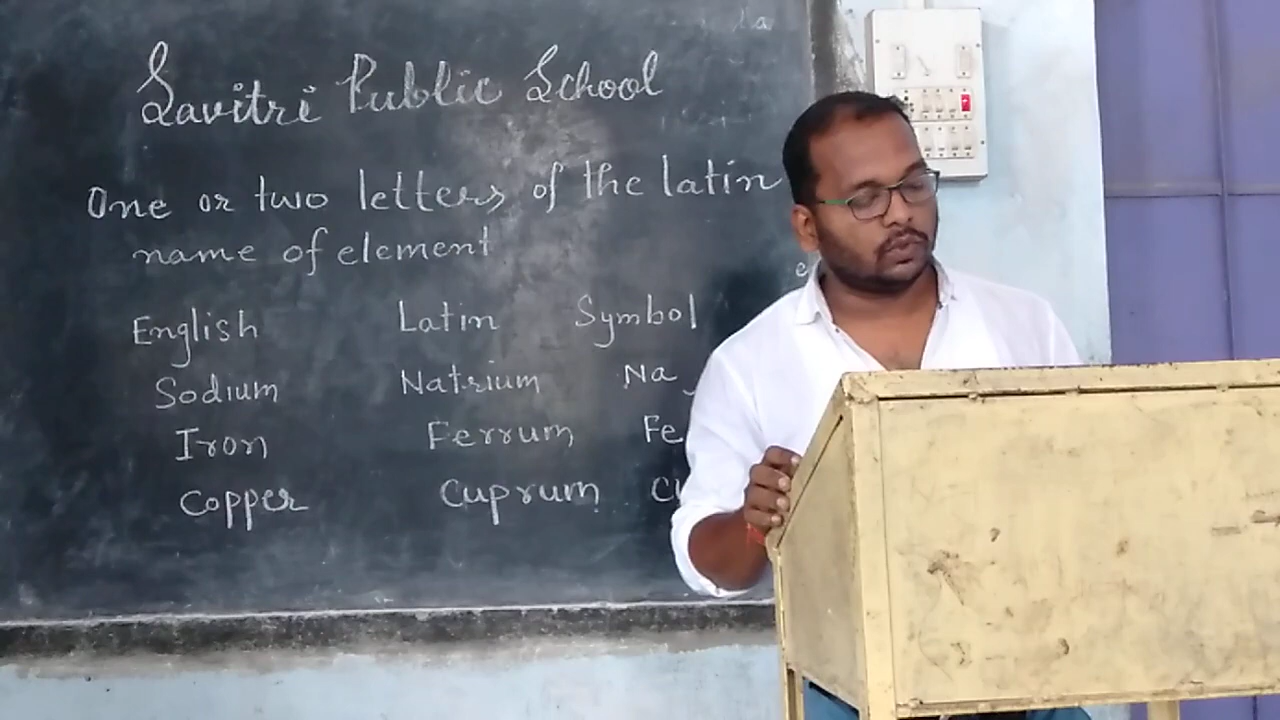 Savitri Public School
One or two letters of the latin
name of element
English Latin Symbol
Sodium Natrium Na
Iron Ferrum Fe
Copper Cuprum